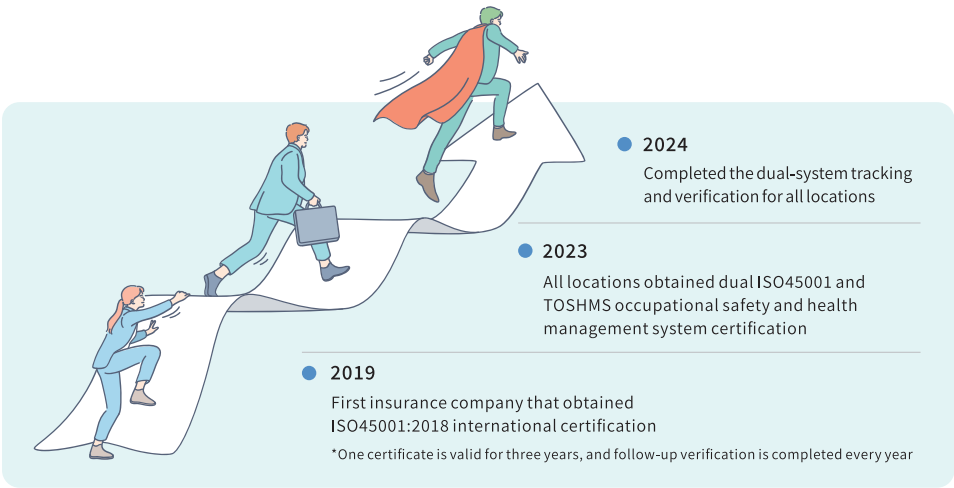 2024
Completed the dual-system tracking
and verification for all locations
2023
All locations obtained dual ISO45001 and
TOSHMS occupational safety and health
management system certification
2019
First insurance company that obtained
ISO45001:2018 international certification
*One certificate is valid for three years, and follow-up verification is completed every year